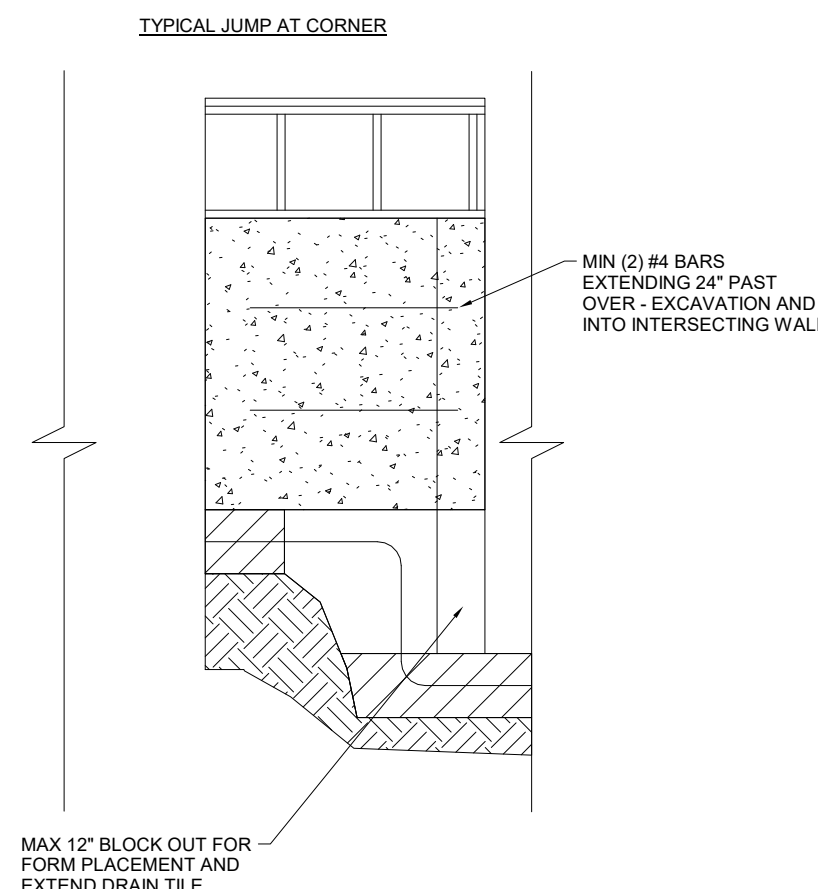 TYPICAL JUMP AT CORNER
MIN (2) #4 BARS
EXTENDING 24" PAST
OVER - EXCAVATION AND
INTO INTERSECTING WALL
MAX 12" BLOCK OUT FOR
FORM PLACEMENT AND
EXTEND DRAIN TILE